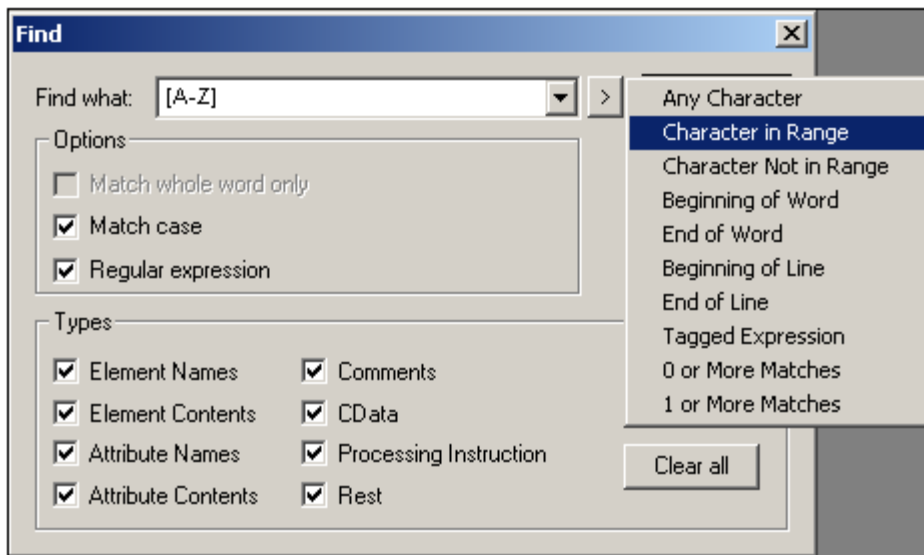 Find
Find what: [A-Z] >
Any Character
Character in Range
Character Not in Range
Beginning of Word
End of Word
Beginning of Line
End of Line
Tagged Expression
0 or More Matches
1 or More Matches
Options
Match whole word only
Match case
Regular expression
Types
Element Names Comments
Element Contents CData
Attribute Names Processing Instruction
Attribute Contents Rest
Clear all